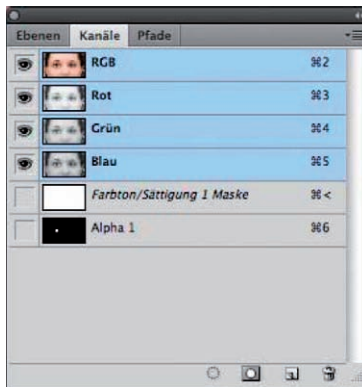 Ebenen Kanäle Pfade
RGB ⌘2
Rot ⌘3
Grün ⌘4
Blau ⌘5
Farbton/Sättigung 1 Maske ⌘<
Alpha 1 ⌘6